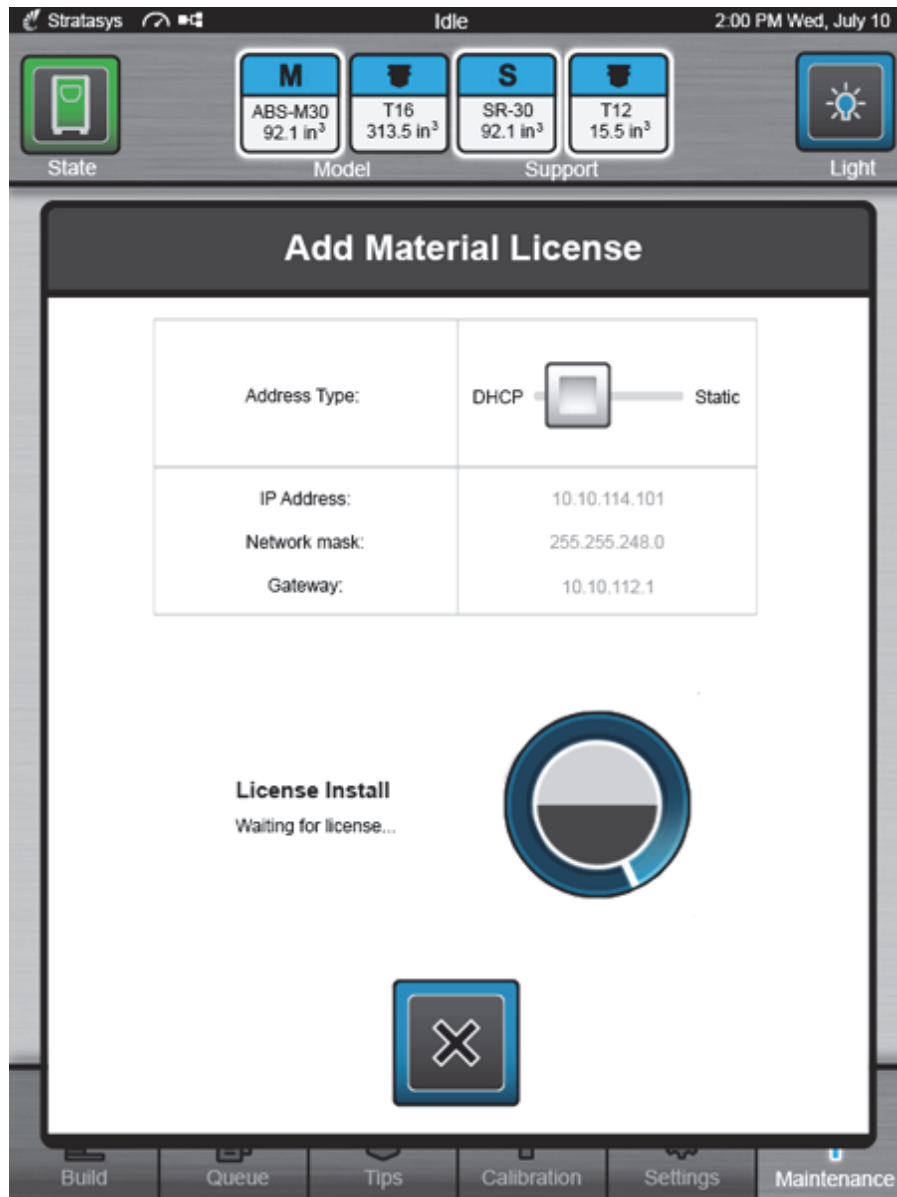 Stratasys Idle 2:00 PM Wed, July 10
M S
ABS-M30 T16 SR-30 T12
92.1 in³ 313.5 in³ 92.1 in³ 15.5 in³
State Model Support Light
Add Material License
Address Type: DHCP Static
IP Address: 10.10.114.101
Network mask: 255.255.248.0
Gateway: 10.10.112.1
License Install
Waiting for license...
Build Queue Tips Calibration Settings Maintenance